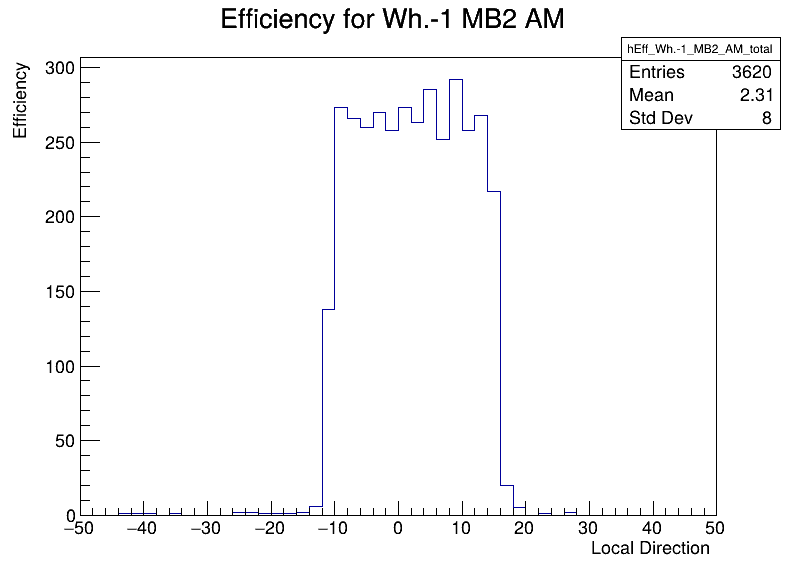 Efficiency for Wh.-1 MB2 AM
hEff_Wh.-1_MB2_AM_total
Entries 3620
Mean 2.31
Std Dev 8
Efficiency
300
250
200
150
100
50
0
−50 −40 −30 −20 −10 0 10 20 30 40 50
Local Direction